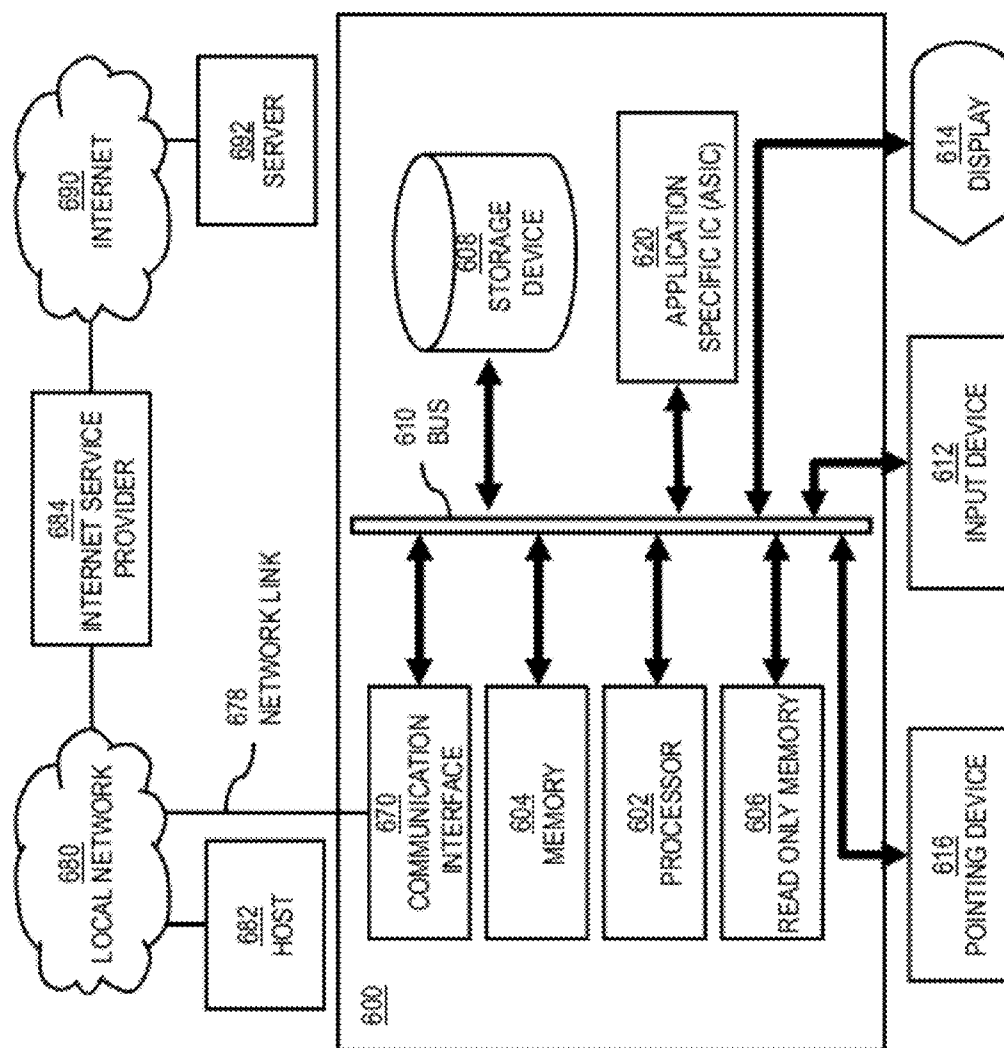 680
LOCAL NETWORK
684
INTERNET SERVICE
PROVIDER
690
INTERNET
682
HOST
678
NETWORK LINK
692
SERVER
600
670
COMMUNICATION
INTERFACE
604
MEMORY
602
PROCESSOR
606
READ ONLY MEMORY
610
BUS
608
STORAGE
DEVICE
620
APPLICATION
SPECIFIC IC (ASIC)
616
POINTING DEVICE
612
INPUT DEVICE
614
DISPLAY